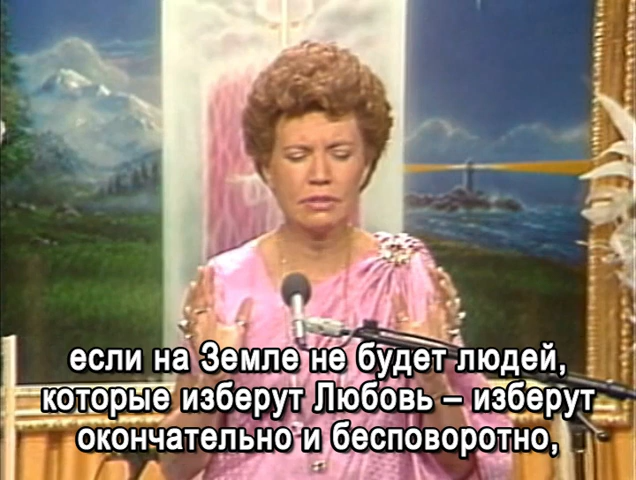 если на Земле не будет людей,
которые изберут Любовь – изберут
окончательно и бесповоротно,